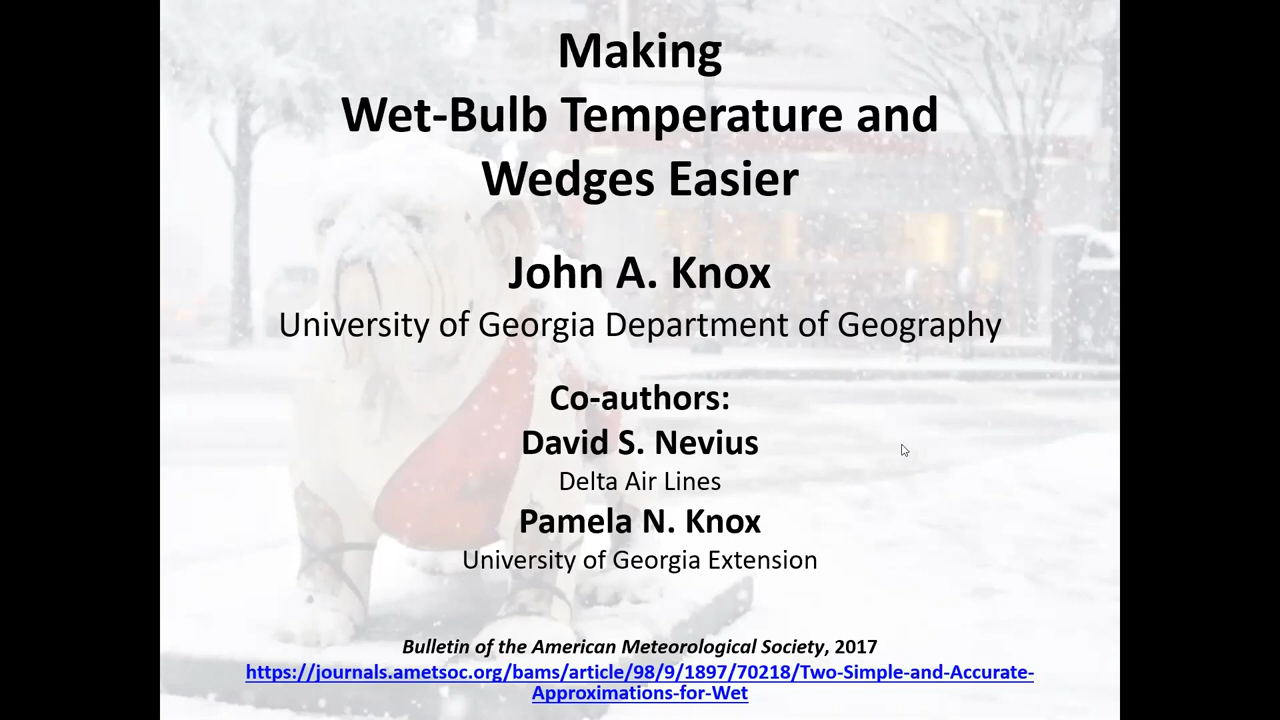 Making
Wet-Bulb Temperature and
Wedges Easier
John A. Knox
University of Georgia Department of Geography
Co-authors:
David S. Nevius
Delta Air Lines
Pamela N. Knox
University of Georgia Extension
Bulletin of the American Meteorological Society, 2017
https://journals.ametsoc.org/bams/article/98/9/1897/70218/Two-Simple-and-Accurate-
Approximations-for-Wet